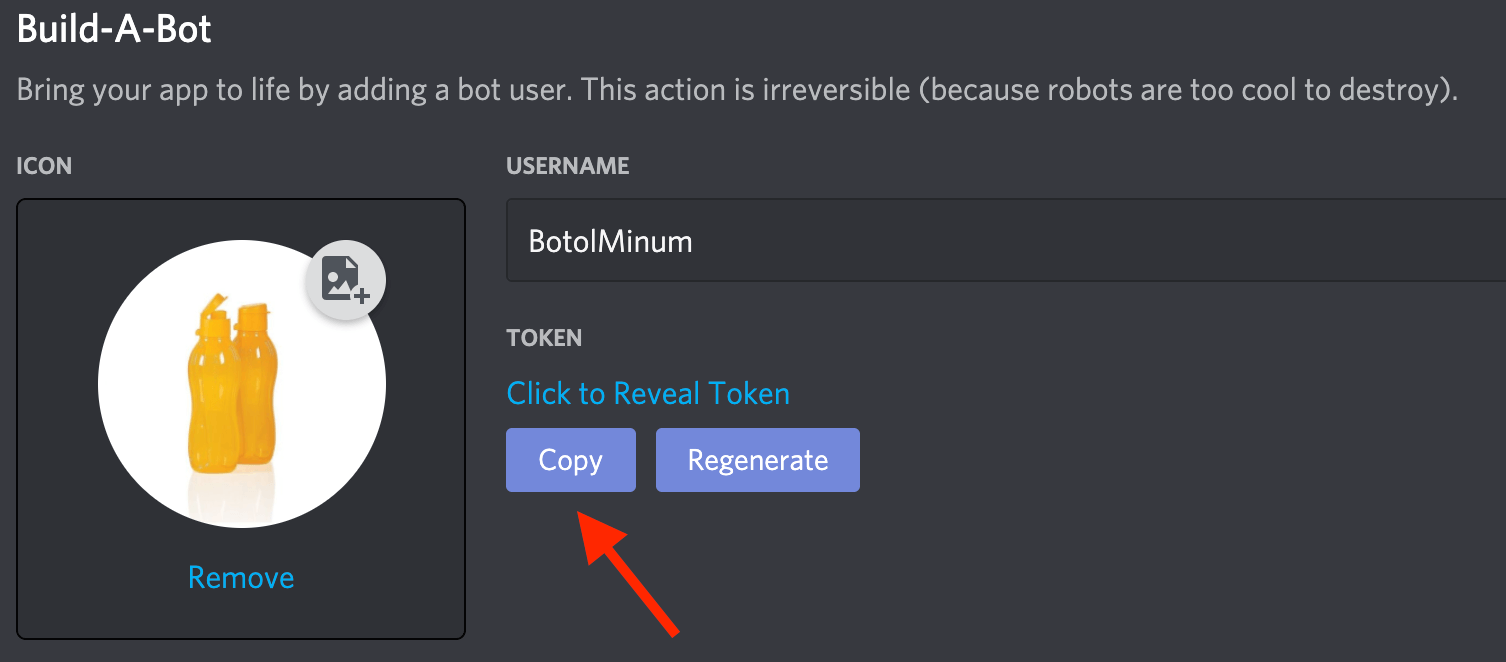 Build-A-Bot
Bring your app to life by adding a bot user. This action is irreversible (because robots are too cool to destroy).
ICON
USERNAME
BotolMinum
TOKEN
Click to Reveal Token
Copy
Regenerate
Remove